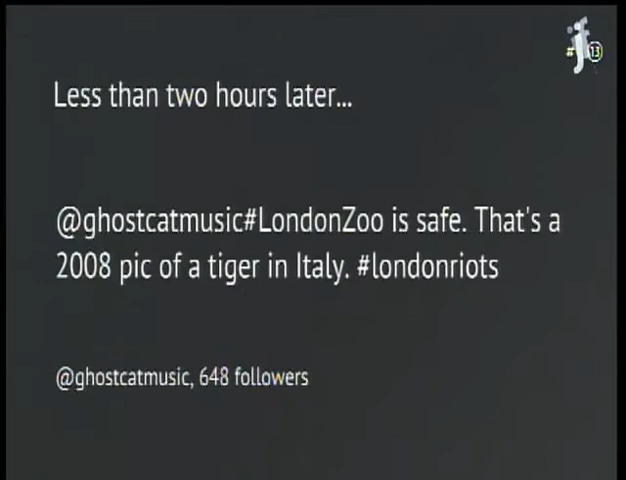 #ijf13
Less than two hours later...
@ghostcatmusic#LondonZoo is safe. That's a
2008 pic of a tiger in Italy. #londonriots
@ghostcatmusic, 648 followers